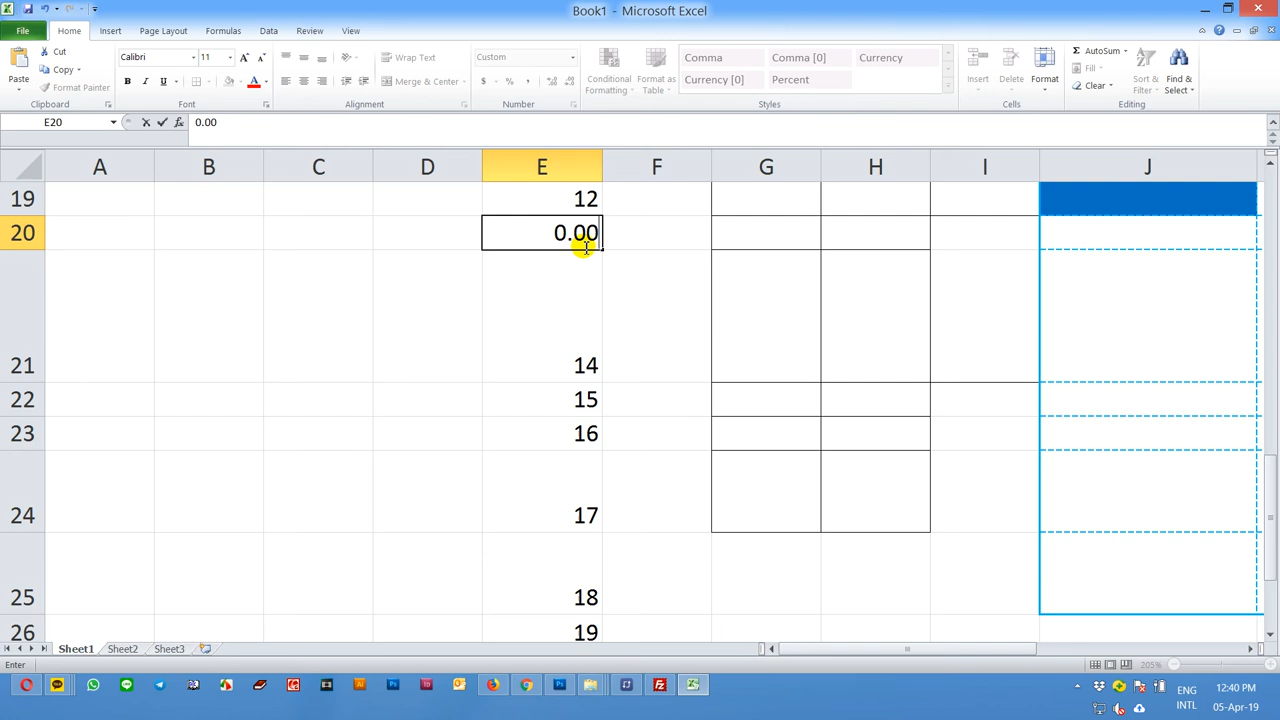 Book1 - Microsoft Excel
File Home Insert Page Layout Formulas Data Review View
Paste
Cut
Copy
Format Painter
Clipboard
Calibri 11
B I U
Font
Wrap Text
Merge & Center
Alignment
Custom
$ % ,
Number
Conditional Formatting
Format as Table
Comma Comma [0] Currency
Currency [0] Percent
Styles
Insert Delete Format
Cells
AutoSum
Fill
Clear
Sort & Filter
Find & Select
Editing
E20 fx 0.00
A B C D E F G H I J
19 12
20 0.00
21 14
22 15
23 16
24 17
25 18
26 19
Sheet1 Sheet2 Sheet3
Enter 205%
ENG 12:40 PM
INTL 05-Apr-19